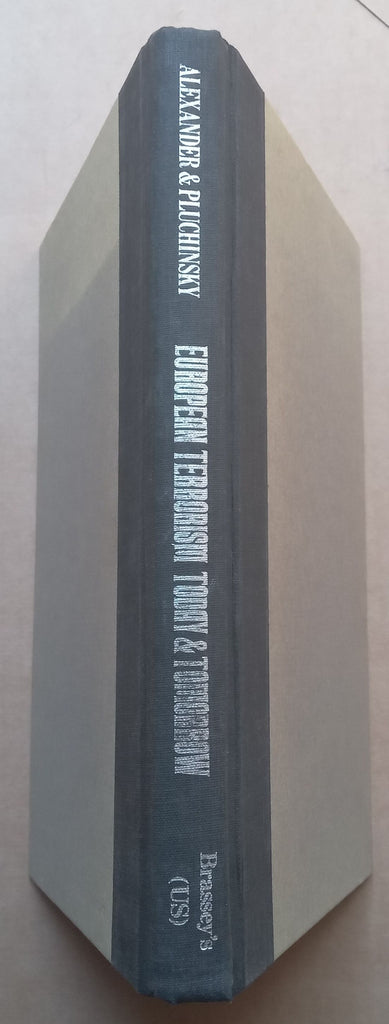 ALEXANDER & PLUCHINSKY
EUROPEAN TERRORISM TODAY & TOMORROW
Brassey's
(US)